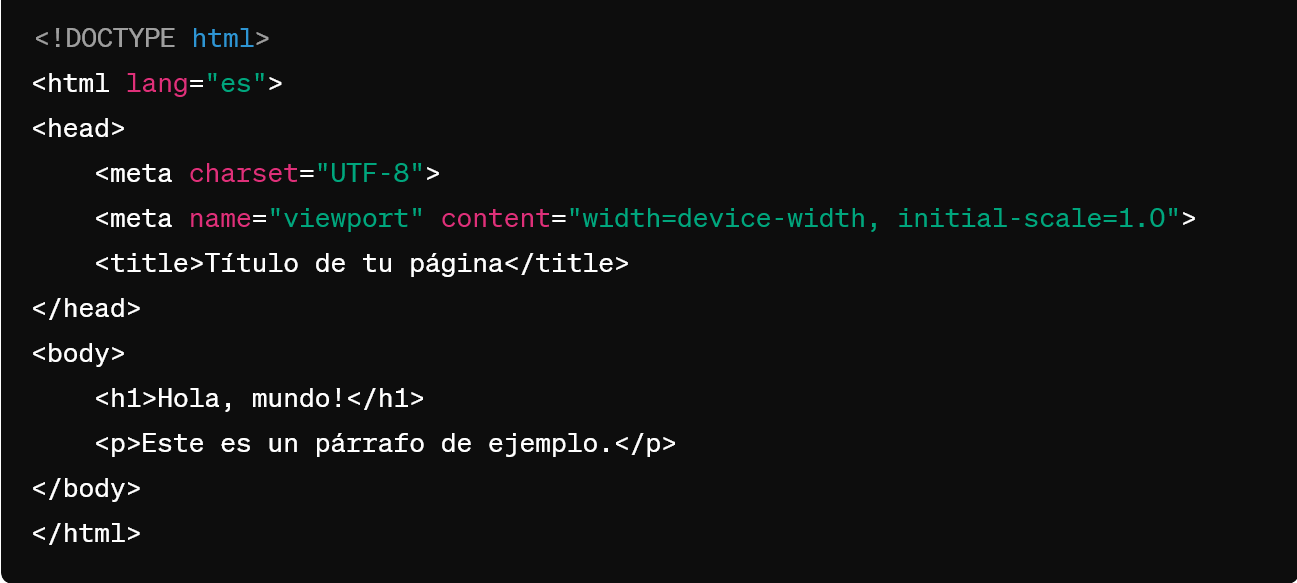 <!DOCTYPE html>
<html lang="es">
<head>
    <meta charset="UTF-8">
    <meta name="viewport" content="width=device-width, initial-scale=1.0">
    <title>Título de tu página</title>
</head>
<body>
    <h1>Hola, mundo!</h1>
    <p>Este es un párrafo de ejemplo.</p>
</body>
</html>